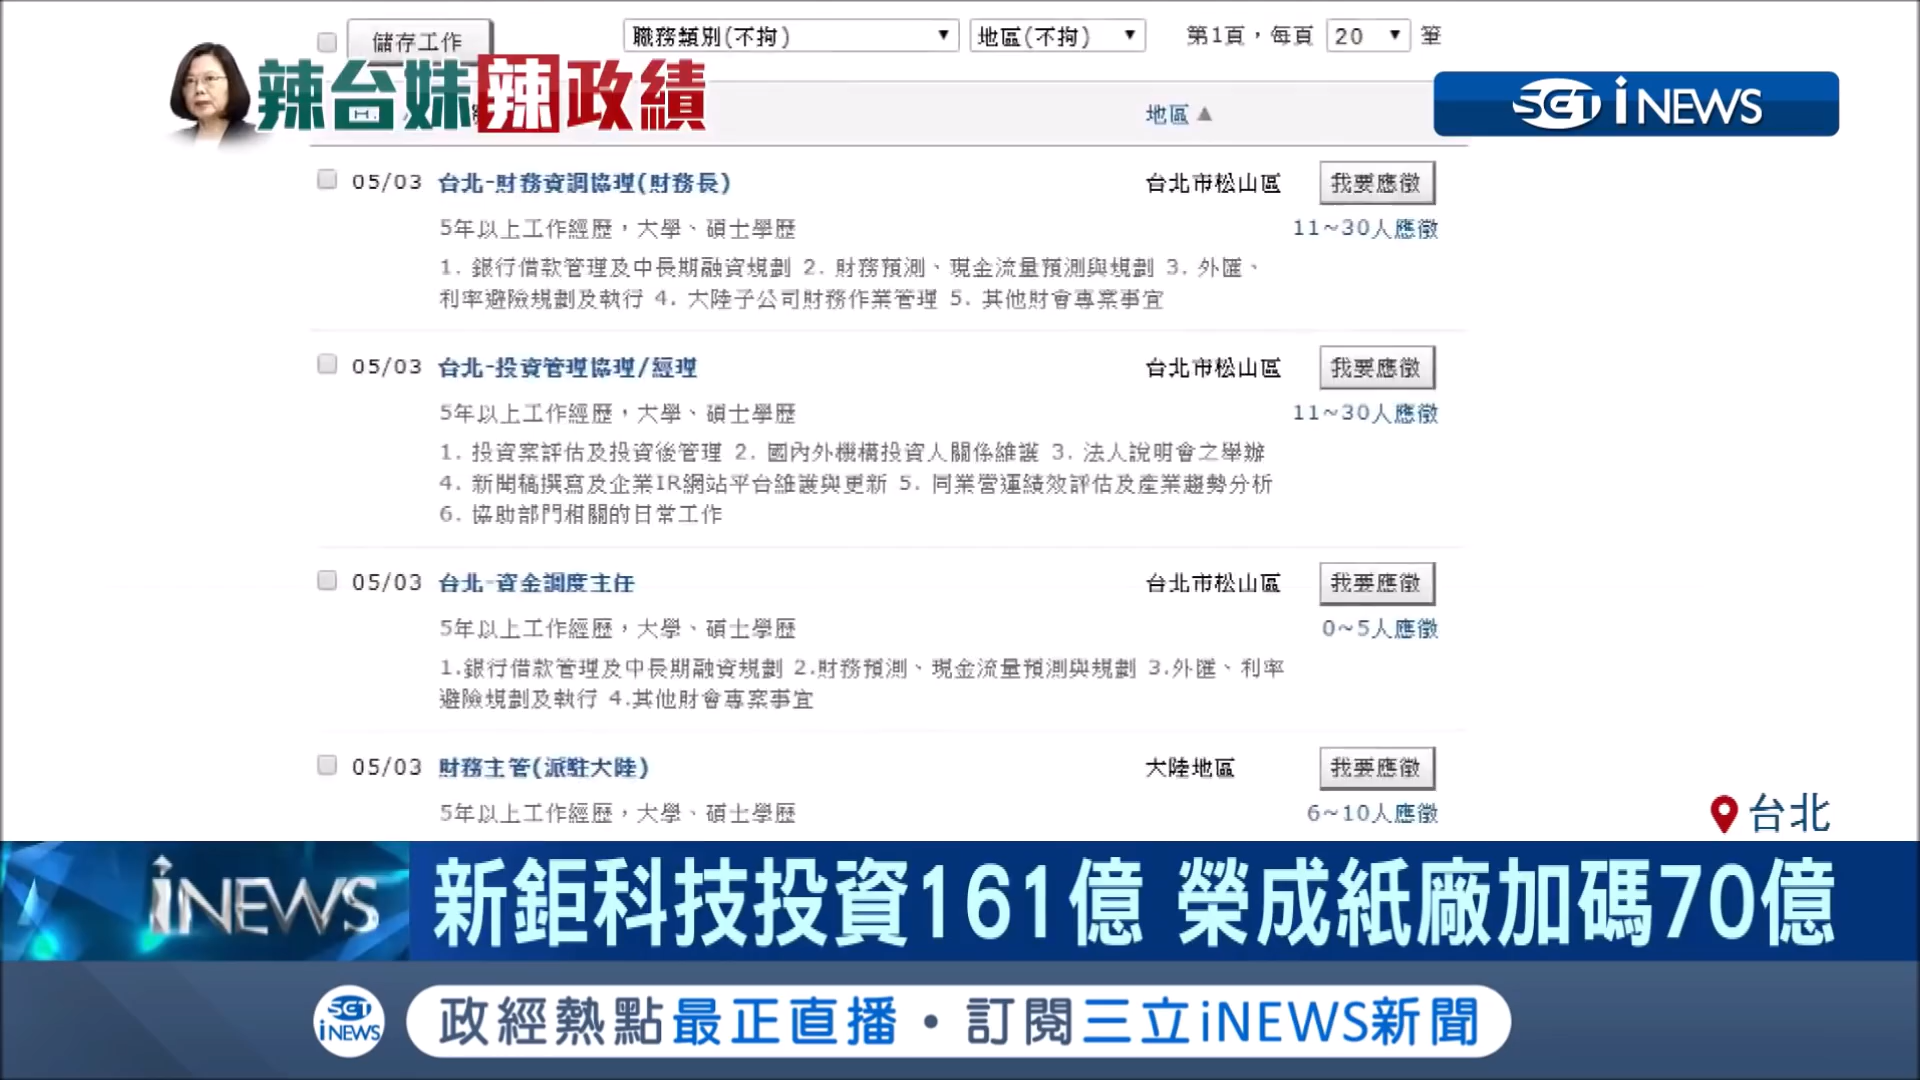 儲存工作 職務類別(不拘) 地區(不拘) 第1頁，每頁 20 筆
辣台妹辣政績
地區▲
SET iNEWS
05/03 台北-財務資調協理(財務長) 台北市松山區 我要應徵
5年以上工作經歷，大學、碩士學歷 11~30人應徵
1. 銀行借款管理及中長期融資規劃 2. 財務預測、現金流量預測與規劃 3. 外匯、
利率避險規劃及執行 4. 大陸子公司財務作業管理 5. 其他財會專案事宜
05/03 台北-投資管理協理/經理 台北市松山區 我要應徵
5年以上工作經歷，大學、碩士學歷 11~30人應徵
1. 投資案評估及投資後管理 2. 國內外機構投資人關係維護 3. 法人說明會之舉辦
4. 新聞稿撰寫及企業IR網站平台維護與更新 5. 同業營運績效評估及產業趨勢分析
6. 協助部門相關的日常工作
05/03 台北-資金調度主任 台北市松山區 我要應徵
5年以上工作經歷，大學、碩士學歷 0~5人應徵
1.銀行借款管理及中長期融資規劃 2.財務預測、現金流量預測與規劃 3.外匯、利率
避險規劃及執行 4.其他財會專案事宜
05/03 財務主管(派駐大陸) 大陸地區 我要應徵
5年以上工作經歷，大學、碩士學歷 6~10人應徵
台北
iNEWS 新鉅科技投資161億 榮成紙廠加碼70億
SET iNEWS 政經熱點最正直播・訂閱三立iNEWS新聞